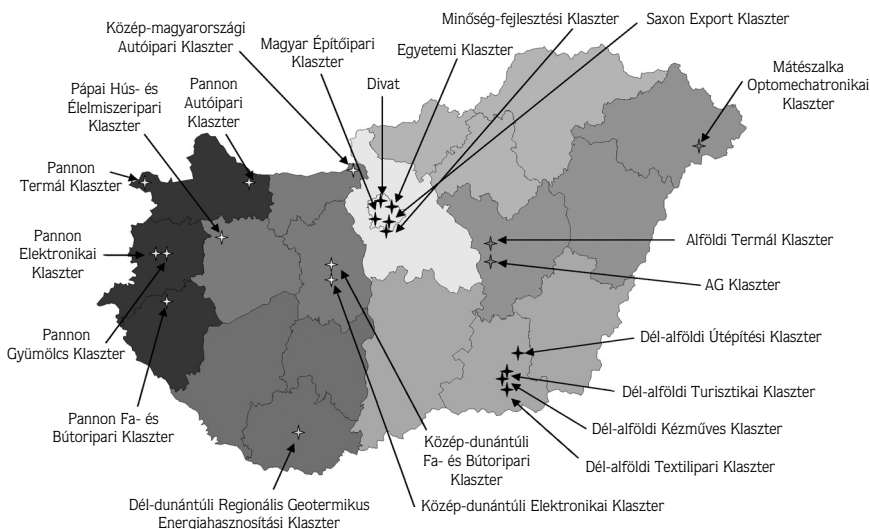 Közép-magyarországi
Autóipari Klaszter
Magyar Építőipari
Klaszter
Minőség-fejlesztési Klaszter
Egyetemi Klaszter
Saxon Export Klaszter
Divat
Mátészalka
Optomechatronikai
Klaszter
Pápai Hús- és
Élelmiszeripari
Klaszter
Pannon
Autóipari
Klaszter
Pannon
Termál Klaszter
Pannon
Elektronikai
Klaszter
Pannon
Gyümölcs Klaszter
Pannon Fa- és
Bútoripari Klaszter
Alföldi Termál Klaszter
AG Klaszter
Dél-alföldi Útépítési Klaszter
Dél-alföldi Turisztikai Klaszter
Dél-alföldi Kézműves Klaszter
Dél-alföldi Textilipari Klaszter
Közép-dunántúli
Fa- és Bútoripari
Klaszter
Közép-dunántúli Elektronikai Klaszter
Dél-dunántúli Regionális Geotermikus
Energiahasznosítási Klaszter